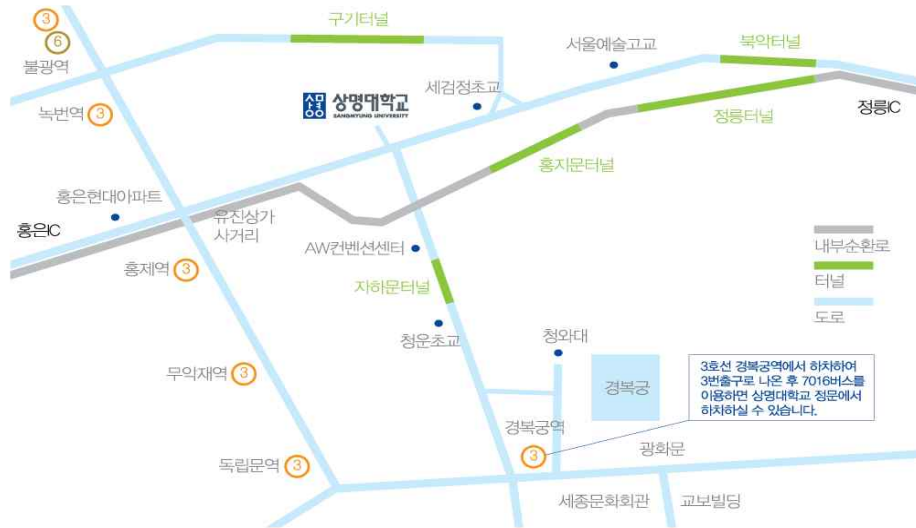 3
6
불광역
구기터널
서울예술고교
북악터널
녹번역 3
상명 상명대학교
SANGMYUNG UNIVERSITY
세검정초교
정릉터널
정릉IC
홍지문터널
홍은현대아파트
홍은IC
유진상가
사거리
AW컨벤션센터
내부순환로
홍제역 3
터널
자하문터널
도로
청운초교
청와대
무악재역 3
경복궁
3호선 경복궁역에서 하차하여
3번출구로 나온 후 7016버스를
이용하면 상명대학교 정문에서
하차하실 수 있습니다.
경복궁역
3
광화문
독립문역 3
세종문화회관
교보빌딩